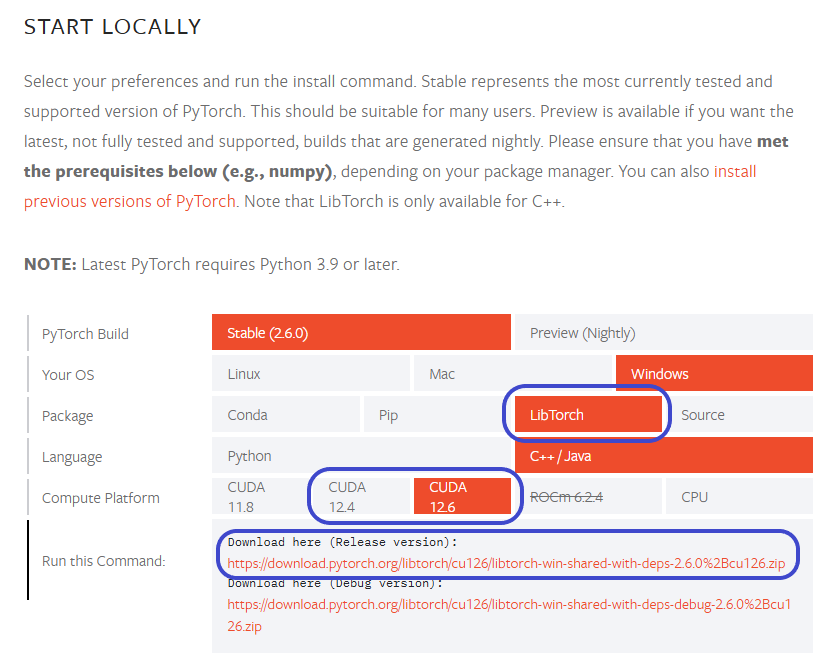 START LOCALLY
Select your preferences and run the install command. Stable represents the most currently tested and
supported version of PyTorch. This should be suitable for many users. Preview is available if you want the
latest, not fully tested and supported, builds that are generated nightly. Please ensure that you have met
the prerequisites below (e.g., numpy), depending on your package manager. You can also install
previous versions of PyTorch. Note that LibTorch is only available for C++.
NOTE: Latest PyTorch requires Python 3.9 or later.
PyTorch Build Stable (2.6.0) Preview (Nightly)
Your OS Linux Mac Windows
Package Conda Pip LibTorch Source
Language Python C++ / Java
Compute Platform CUDA 11.8 CUDA 12.4 CUDA 12.6 ROCm 6.2.4 CPU
Run this Command:
Download here (Release version):
https://download.pytorch.org/libtorch/cu126/libtorch-win-shared-with-deps-2.6.0%2Bcu126.zip
Download here (Debug version):
https://download.pytorch.org/libtorch/cu126/libtorch-win-shared-with-deps-debug-2.6.0%2Bcu1
26.zip